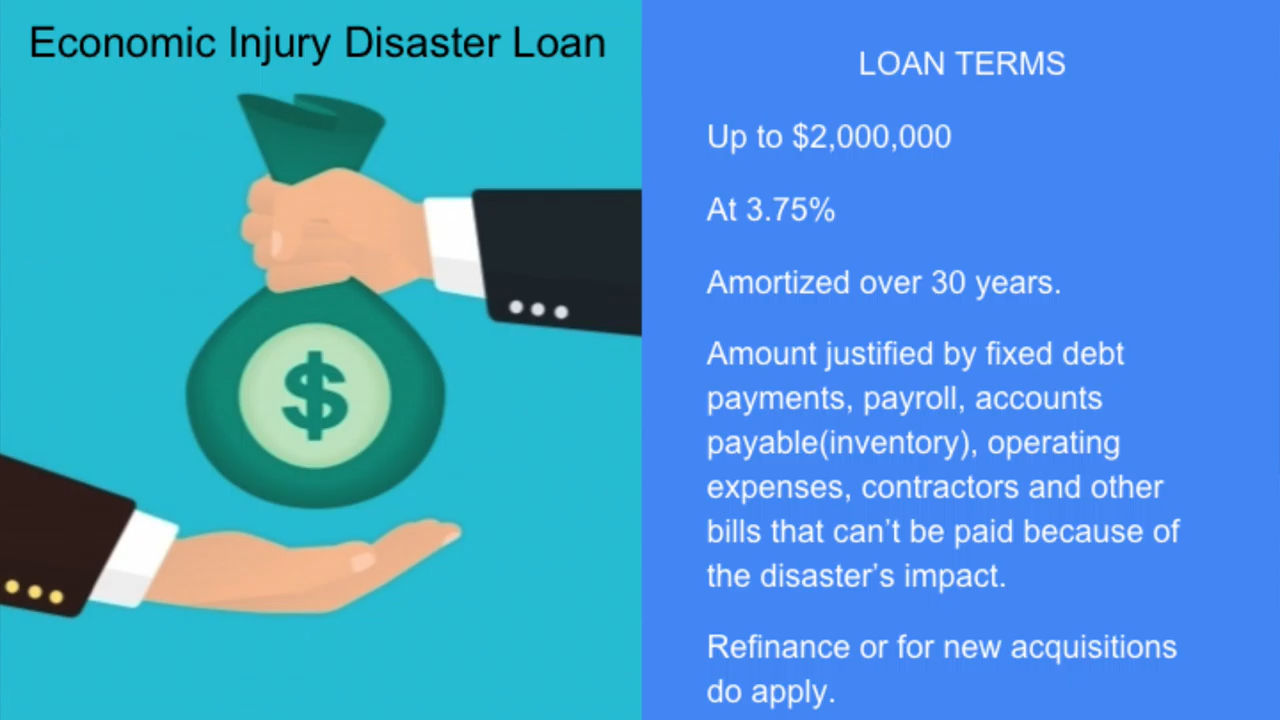 Economic Injury Disaster Loan
$
LOAN TERMS
Up to $2,000,000
At 3.75%
Amortized over 30 years.
Amount justified by fixed debt
payments, payroll, accounts
payable(inventory), operating
expenses, contractors and other
bills that can’t be paid because of
the disaster’s impact.
Refinance or for new acquisitions
do apply.